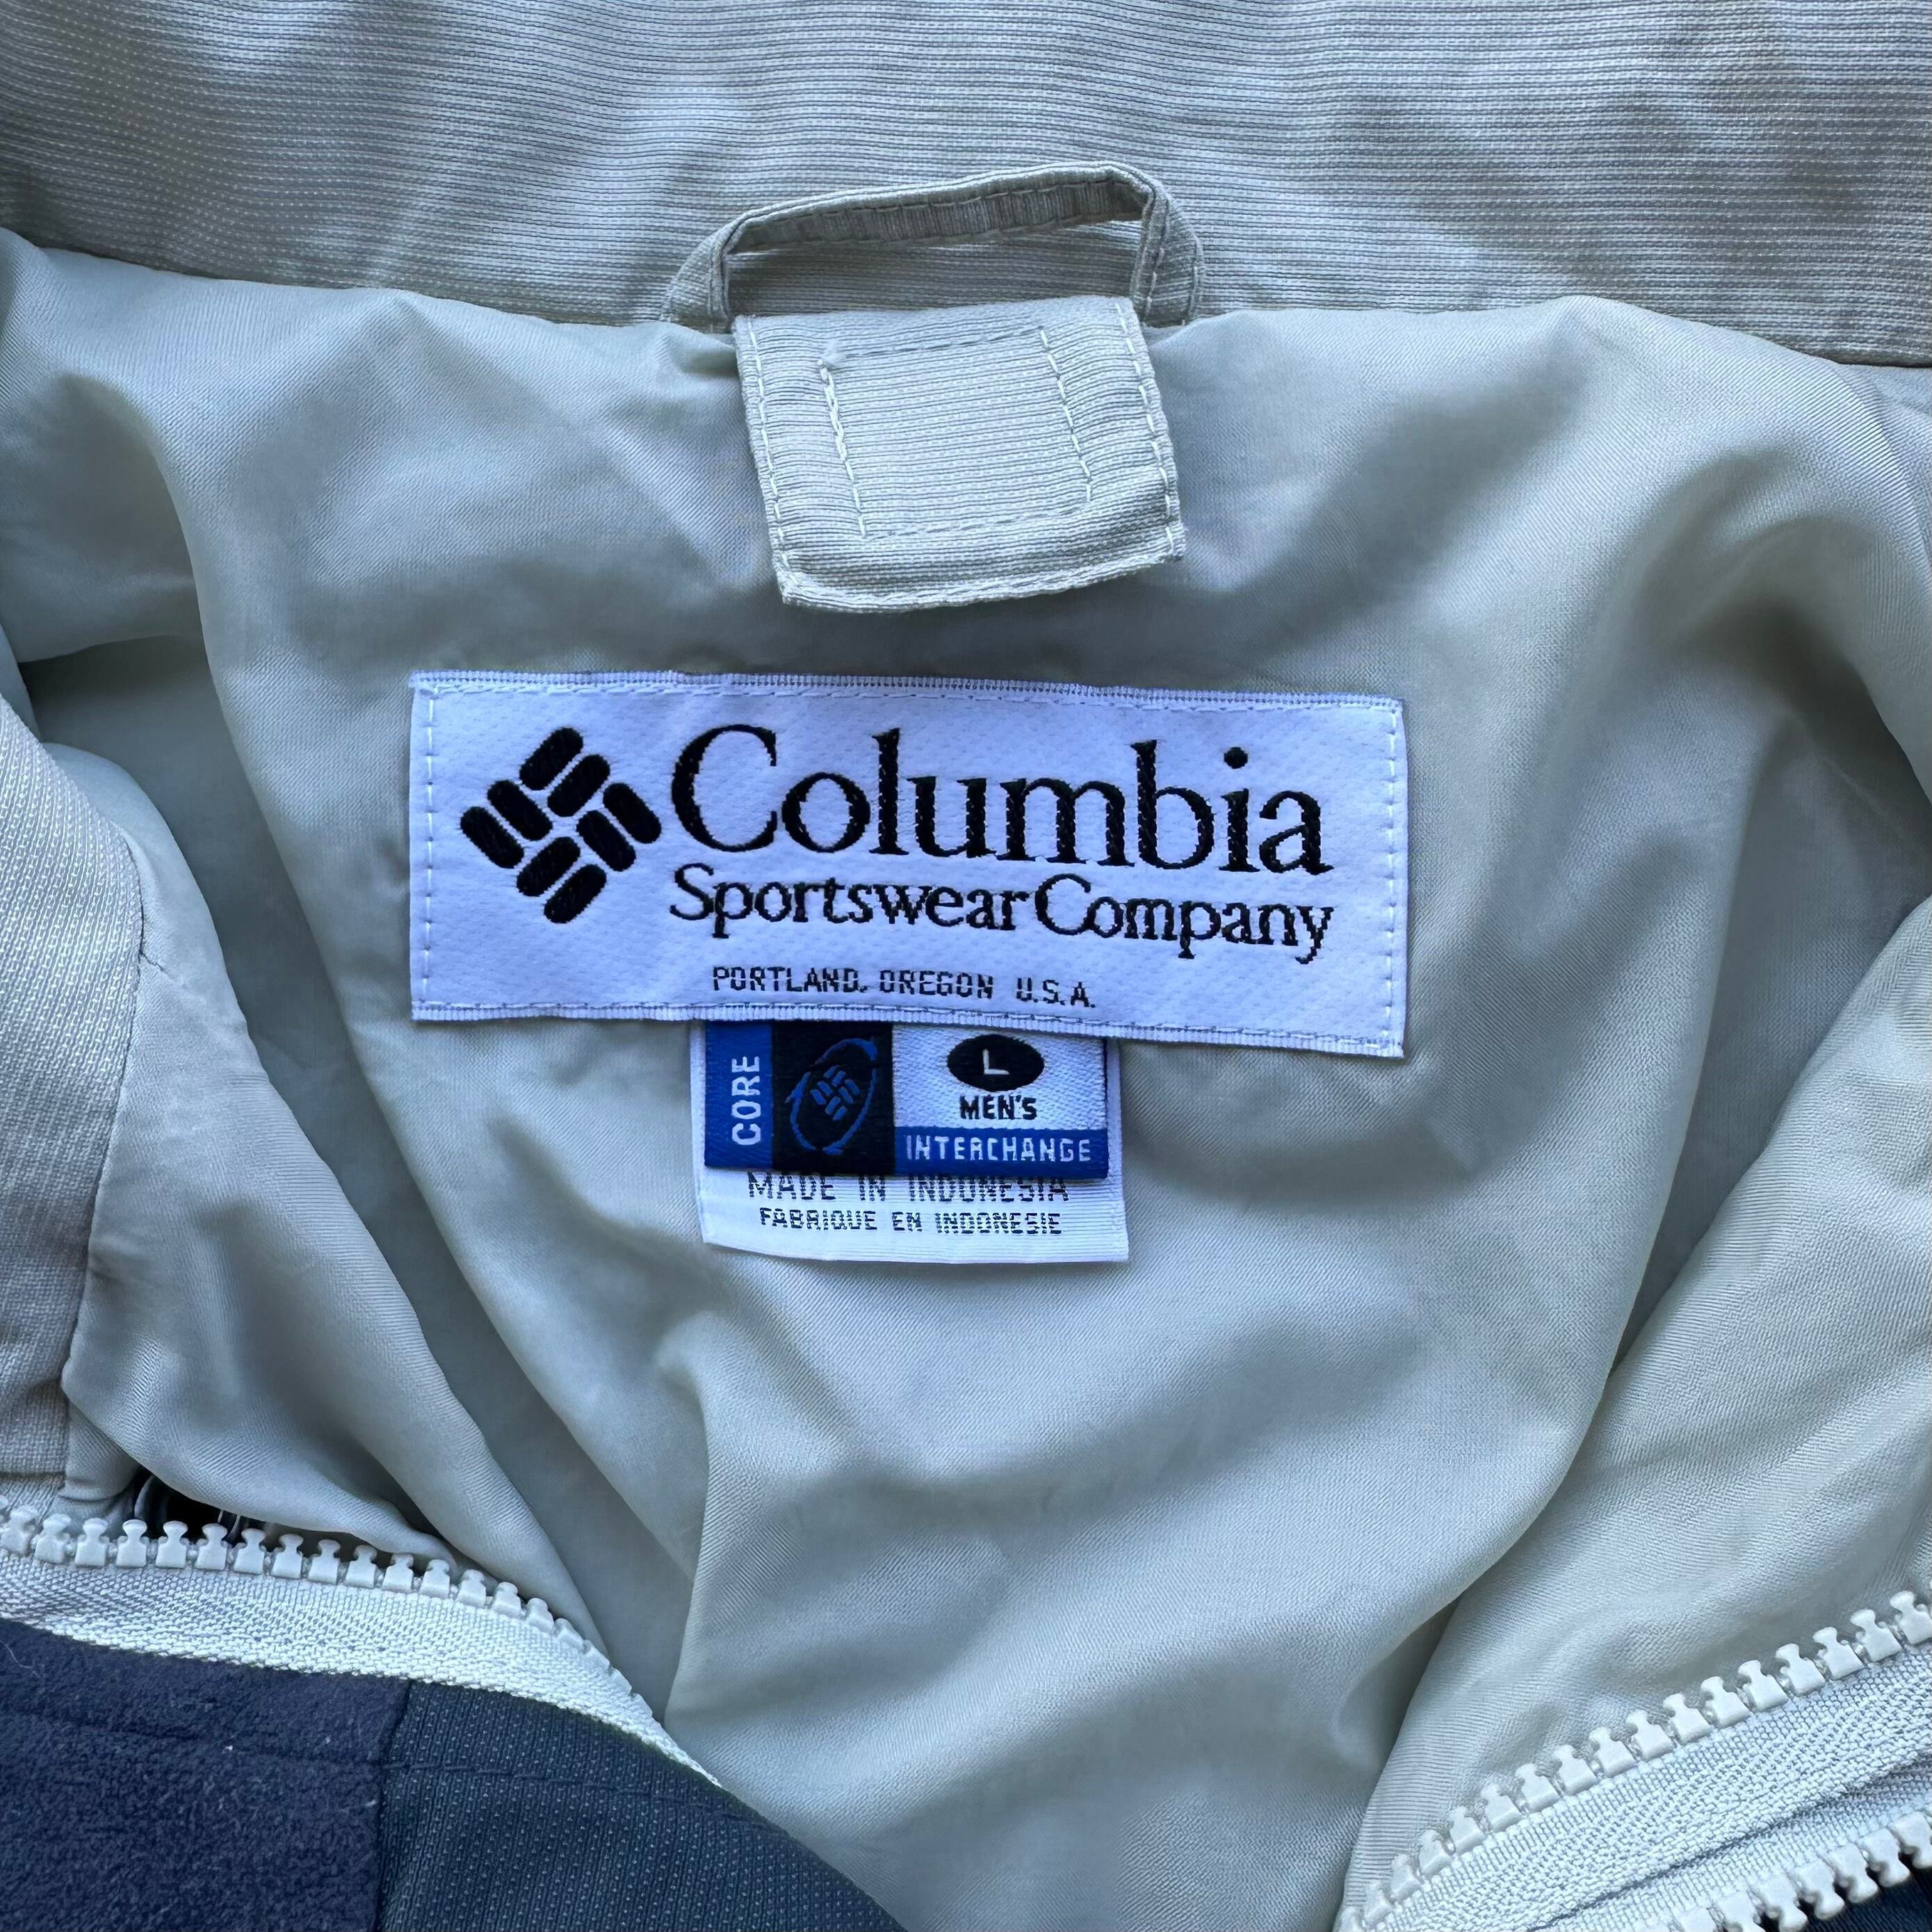 Columbia
Sportswear Company
PORTLAND, OREGON U.S.A.
CORE
L
MEN'S
INTERCHANGE
MADE IN INDONESIA
FABRIQUE EN INDONESIE